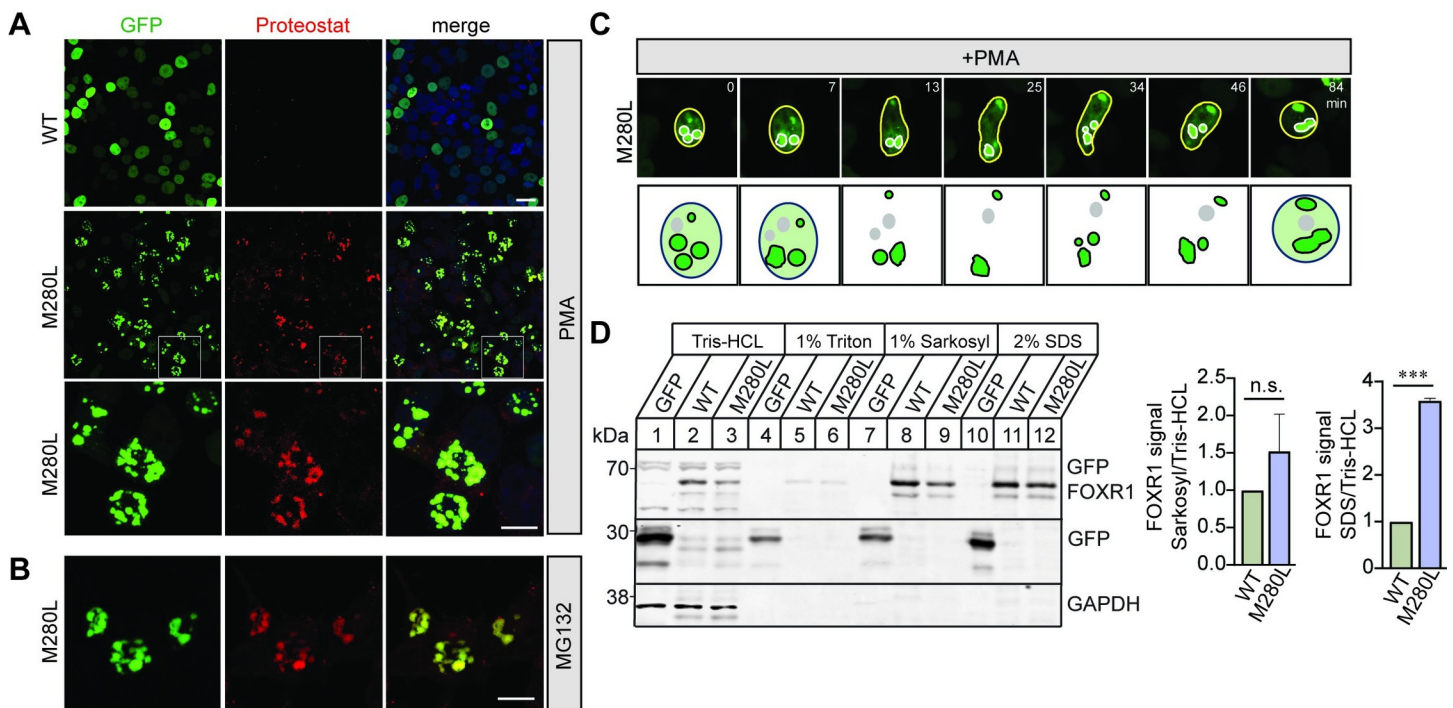 A
GFP
Proteostat
merge
WT
M280L
M280L
PMA
B
M280L
MG132
C
+PMA
M280L
0
7
13
25
34
46
84
min
D
Tris-HCL
1% Triton
1% Sarkosyl
2% SDS
GFP
WT
M280L
GFP
WT
M280L
GFP
WT
M280L
GFP
WT
M280L
kDa
1 2 3 4 5 6 7 8 9 10 11 12
70
GFP
FOXR1
30
GFP
38
GAPDH
FOXR1 signal
Sarkosyl/Tris-HCL
2.5
2.0
1.5
1.0
0.5
0.0
n.s.
WT
M280L
FOXR1 signal
SDS/Tris-HCL
4
3
2
1
0
***
WT
M280L